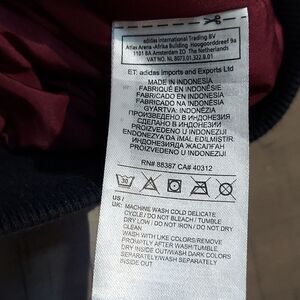 adidas International Trading BV
Atlas Arena -Africa Building Hoogoorddreef 9a
1101 BA Amsterdam ZO The Netherlands
VAT NO. NL 8073.01.322.B.01
ET: adidas Imports and Exports Ltd
MADE IN INDONESIA
FABRIQUÉ EN INDONÉSIE
FABRICADO EN INDONESIA
FABRICADO NA INDONÉSIA
GYÁRTVA: INDONÉZIA
ПРОИЗВЕДЕНО В ИНДОНЕЗИЯ
СДЕЛАНО В ИНДОНЕЗИИ
PROIZVEDENO U INDONEZIJI
ENDONEZYA'DA İMAL EDİLMİŞTİR
ИНДОНЕЗИЯДА ЖАСАЛҒАН
PROIZVEDENO U INDONEZIJI
RN# 88387 CA# 40312
30
US /
UK: MACHINE WASH COLD DELICATE
CYCLE / DO NOT BLEACH / TUMBLE
DRY LOW / DO NOT IRON / DO NOT DRY
CLEAN
WASH WITH LIKE COLORS/REMOVE
PROMPTLY AFTER WASH/TUMBLE
DRY INSIDE OUT/WASH DARK COLORS
SEPARATELY/WASH SEPARATELY
INSIDE OUT